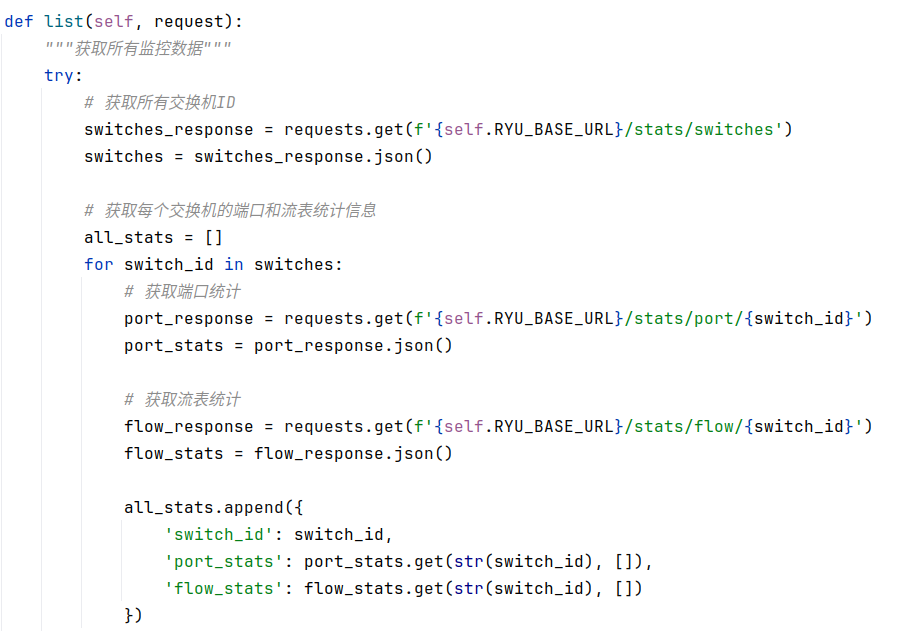 def list(self, request):
    """获取所有监控数据"""
    try:
        # 获取所有交换机ID
        switches_response = requests.get(f'{self.RYU_BASE_URL}/stats/switches')
        switches = switches_response.json()

        # 获取每个交换机的端口和流表统计信息
        all_stats = []
        for switch_id in switches:
            # 获取端口统计
            port_response = requests.get(f'{self.RYU_BASE_URL}/stats/port/{switch_id}')
            port_stats = port_response.json()

            # 获取流表统计
            flow_response = requests.get(f'{self.RYU_BASE_URL}/stats/flow/{switch_id}')
            flow_stats = flow_response.json()

            all_stats.append({
                'switch_id': switch_id,
                'port_stats': port_stats.get(str(switch_id), []),
                'flow_stats': flow_stats.get(str(switch_id), [])
            })